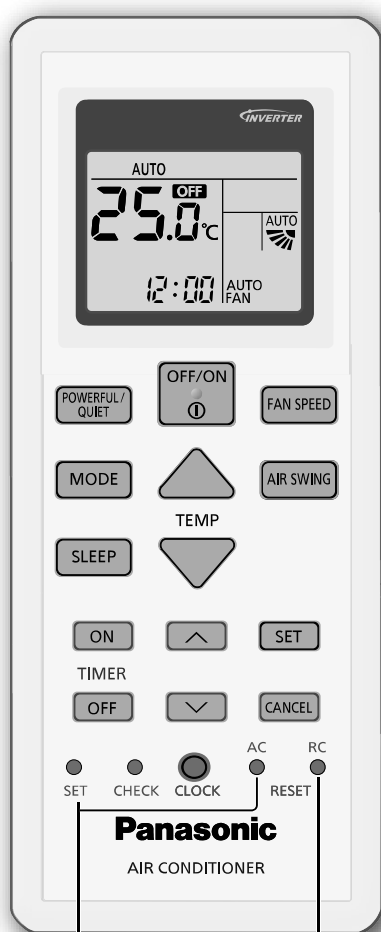 INVERTER
AUTO
OFF
25.0°C
AUTO
12:00
AUTO
FAN
POWERFUL/
QUIET
OFF/ON
FAN SPEED
MODE
AIR SWING
TEMP
SLEEP
ON
SET
TIMER
OFF
CANCEL
AC RC
SET CHECK CLOCK RESET
Panasonic
AIR CONDITIONER